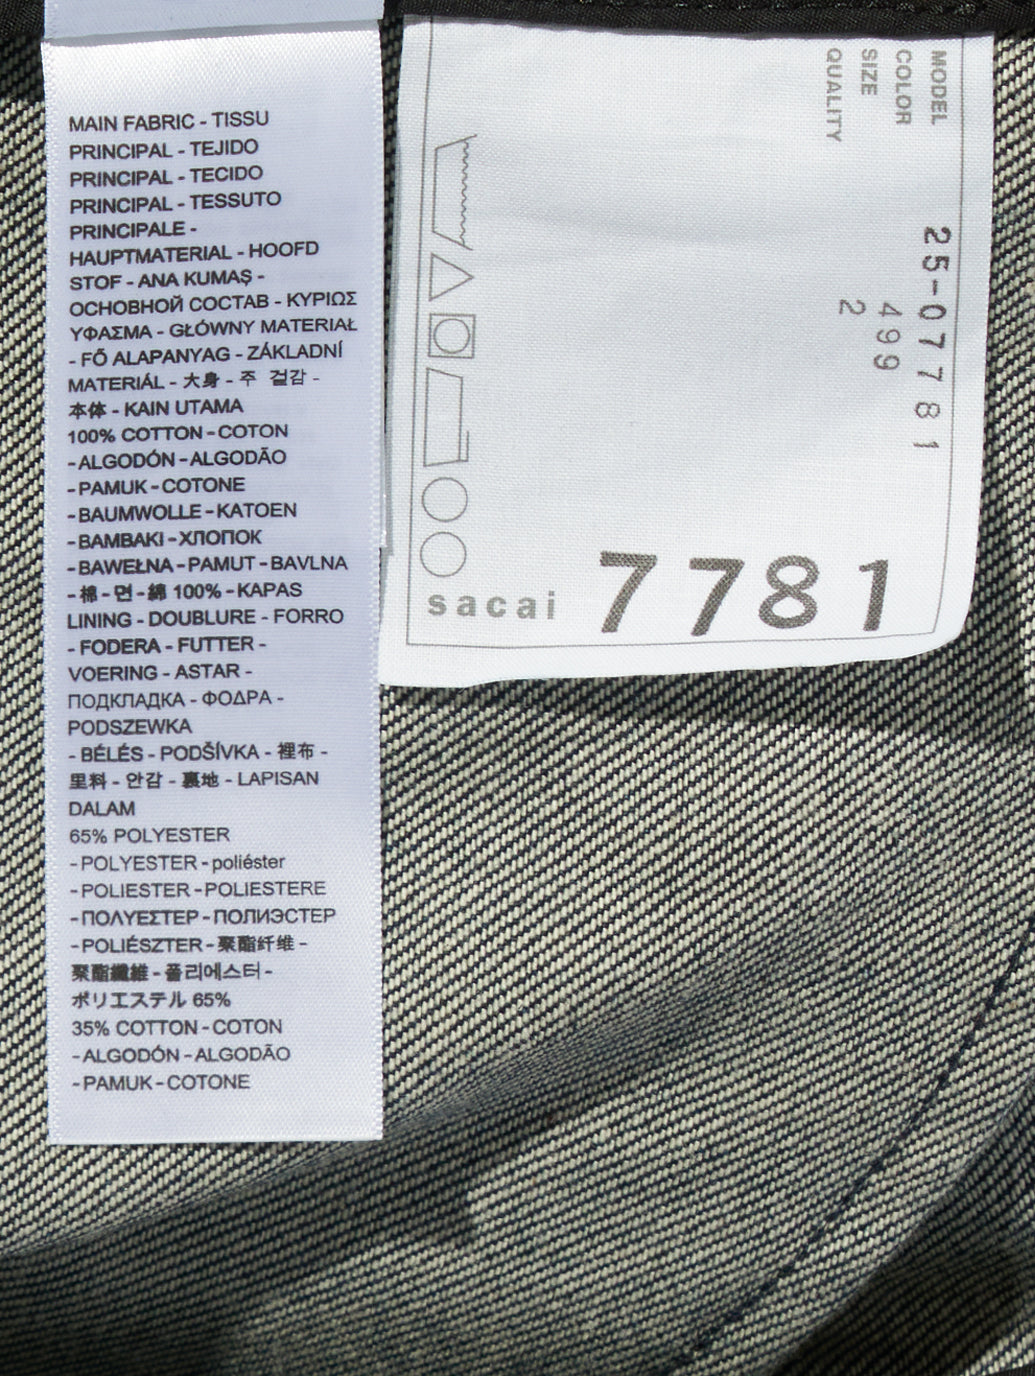 MAIN FABRIC - TISSU
PRINCIPAL - TEJIDO
PRINCIPAL - TECIDO
PRINCIPAL - TESSUTO
PRINCIPALE -
HAUPTMATERIAL - HOOFD
STOF - ANA KUMAŞ -
ОСНОВНОЙ СОСТАВ - ΚΥΡΙΩΣ
ΥΦΑΣΜΑ - GŁÓWNY MATERIAŁ
- FŐ ALAPANYAG - ZÁKLADNÍ
MATERIÁL - 大身 - 주 겉감 -
本体 - KAIN UTAMA
100% COTTON - COTON
- ALGODÓN - ALGODÃO
- PAMUK - COTONE
- BAUMWOLLE - KATOEN
- BAMBAKI - ХЛОПОК
- BAWEŁNA - PAMUT - BAVLNA
- 棉 - 면 - 綿 100% - KAPAS
LINING - DOUBLURE - FORRO
- FODERA - FUTTER -
VOERING - ASTAR -
ПОДКЛАДКА - ΦΟΔΡΑ -
PODSZEWKA
- BÉLÉS - PODŠÍVKA - 裡布 -
里料 - 안감 - 裏地 - LAPISAN
DALAM
65% POLYESTER
- POLYESTER - poliéster
- POLIESTER - POLIESTERE
- ΠΟΛΥΕΣΤΕΡ - ПОЛИЭСТЕР
- POLIÉSZTER - 聚酯纤维 -
聚酯纖維 - 폴리에스터 -
ポリエステル 65%
35% COTTON - COTON
- ALGODÓN - ALGODÃO
- PAMUK - COTONE
MODEL 25-07781
COLOR 499
SIZE 2
QUALITY
sacai 7781